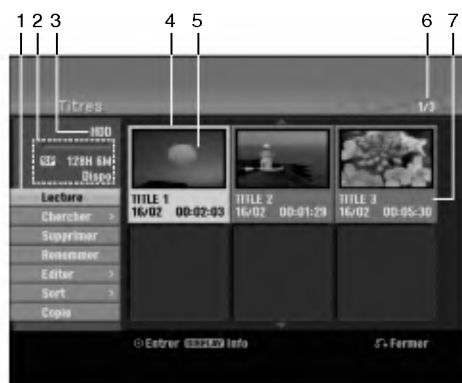 1 2 3 4 5 6 7
Titres 1/3
HDD
SP 128H 6M
Dispo
Lecture
Chercher >
Supprimer
Renommer
Editer >
Sort >
Copie
TITLE 1
16/02 00:02:03
TITLE 2
16/02 00:01:29
TITLE 3
16/02 00:05:30
Entrer DISPLAY Info Fermer